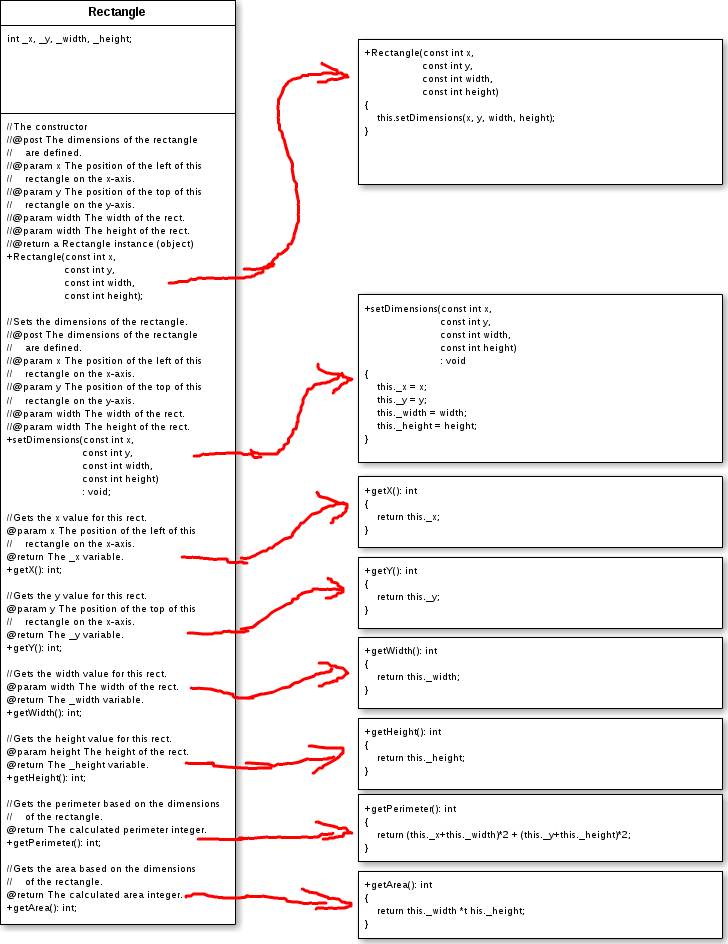 Rectangle
int _x, _y, _width, _height;
//The constructor
//@post The dimensions of the rectangle
// are defined.
//@param x The position of the left of this
// rectangle on the x-axis.
//@param y The position of the top of this
// rectangle on the y-axis.
//@param width The width of the rect.
//@param width The height of the rect.
//@return a Rectangle instance (object)
+Rectangle(const int x,
const int y,
const int width,
const int height);
//Sets the dimensions of the rectangle.
//@post The dimensions of the rectangle
// are defined.
//@param x The position of the left of this
// rectangle on the x-axis.
//@param y The position of the top of this
// rectangle on the y-axis.
//@param width The width of the rect.
//@param width The height of the rect.
+setDimensions(const int x,
const int y,
const int width,
const int height)
: void;
//Gets the x value for this rect.
@param x The position of the left of this
// rectangle on the x-axis.
@return The _x variable.
+getX(): int;
//Gets the y value for this rect.
@param y The position of the top of this
// rectangle on the x-axis.
@return The _y variable.
+getY(): int;
//Gets the width value for this rect.
@param width The width of the rect.
@return The _width variable.
+getWidth(): int;
//Gets the height value for this rect.
@param height The height of the rect.
@return The _height variable.
+getHeight(): int;
//Gets the perimeter based on the dimensions
// of the rectangle.
@return The calculated perimeter integer.
+getPerimeter(): int;
//Gets the area based on the dimensions
// of the rectangle.
@return The calculated area integer.
+getArea(): int;
+Rectangle(const int x,
const int y,
const int width,
const int height)
{
this.setDimensions(x, y, width, height);
}
+setDimensions(const int x,
const int y,
const int width,
const int height)
: void
{
this._x = x;
this._y = y;
this._width = width;
this._height = height;
}
+getX(): int
{
return this._x;
}
+getY(): int
{
return this._y;
}
+getWidth(): int
{
return this._width;
}
+getHeight(): int
{
return this._height;
}
+getPerimeter(): int
{
return (this._x+this._width)*2 + (this._y+this._height)*2;
}
+getArea(): int
{
return this._width *t his._height;
}